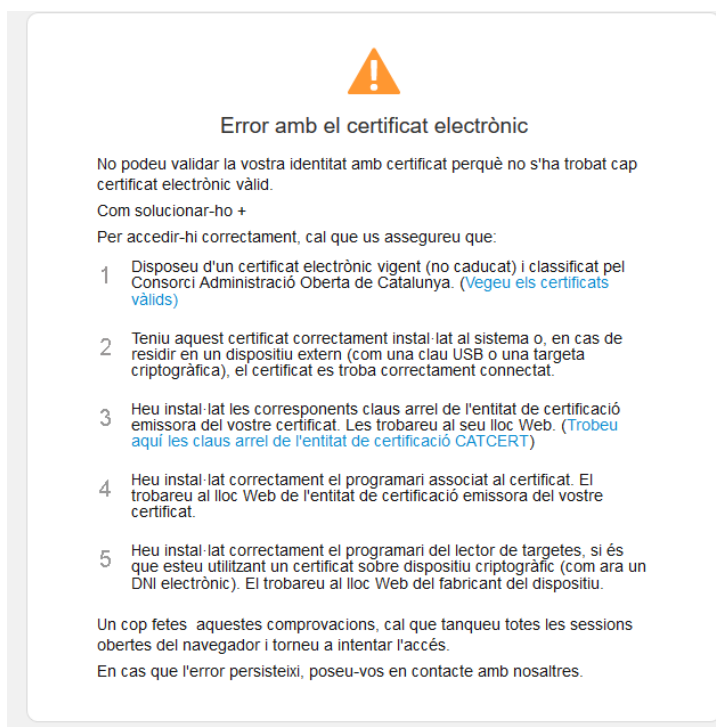 Error amb el certificat electrònic
No podeu validar la vostra identitat amb certificat perquè no s'ha trobat cap
certificat electrònic vàlid.
Com solucionar-ho +
Per accedir-hi correctament, cal que us assegureu que:
1 Disposeu d'un certificat electrònic vigent (no caducat) i classificat pel
Consorci Administració Oberta de Catalunya. (Vegeu els certificats
vàlids)
2 Teniu aquest certificat correctament instal·lat al sistema o, en cas de
residir en un dispositiu extern (com una clau USB o una targeta
criptogràfica), el certificat es troba correctament connectat.
3 Heu instal·lat les corresponents claus arrel de l'entitat de certificació
emissora del vostre certificat. Les trobareu al seu lloc Web. (Trobeu
aquí les claus arrel de l'entitat de certificació CATCERT)
4 Heu instal·lat correctament el programari associat al certificat. El
trobareu al lloc Web de l'entitat de certificació emissora del vostre
certificat.
5 Heu instal·lat correctament el programari del lector de targetes, si és
que esteu utilitzant un certificat sobre dispositiu criptogràfic (com ara un
DNI electrònic). El trobareu al lloc Web del fabricant del dispositiu.
Un cop fetes  aquestes comprovacions, cal que tanqueu totes les sessions
obertes del navegador i torneu a intentar l'accés.
En cas que l'error persisteixi, poseu-vos en contacte amb nosaltres.